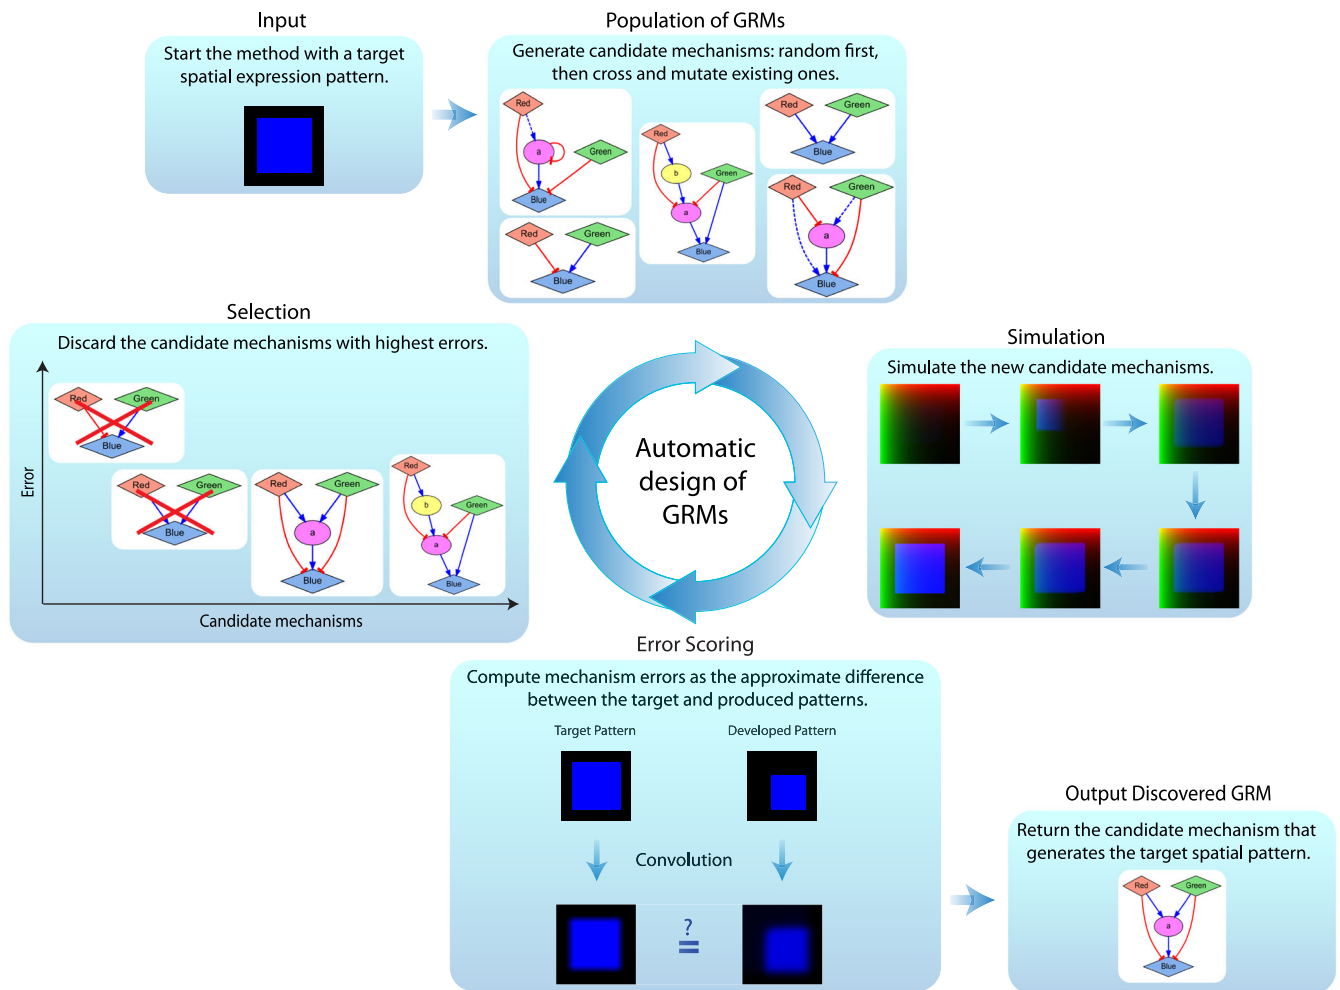 Input
Start the method with a target
spatial expression pattern.
Population of GRMs
Generate candidate mechanisms: random first,
then cross and mutate existing ones.
Red
a
Green
Blue
Red
Green
b
a
Blue
Red
Green
Blue
Red
Green
Blue
Red
Green
a
Blue
Selection
Discard the candidate mechanisms with highest errors.
Error
Red
Green
Blue
Red
Green
Blue
Red
Green
a
Blue
Red
b
Green
a
Blue
Candidate mechanisms
Automatic
design of
GRMs
Simulation
Simulate the new candidate mechanisms.
Error Scoring
Compute mechanism errors as the approximate difference
between the target and produced patterns.
Target Pattern
Developed Pattern
Convolution
?
=
Output Discovered GRM
Return the candidate mechanism that
generates the target spatial pattern.
Red
Green
a
Blue